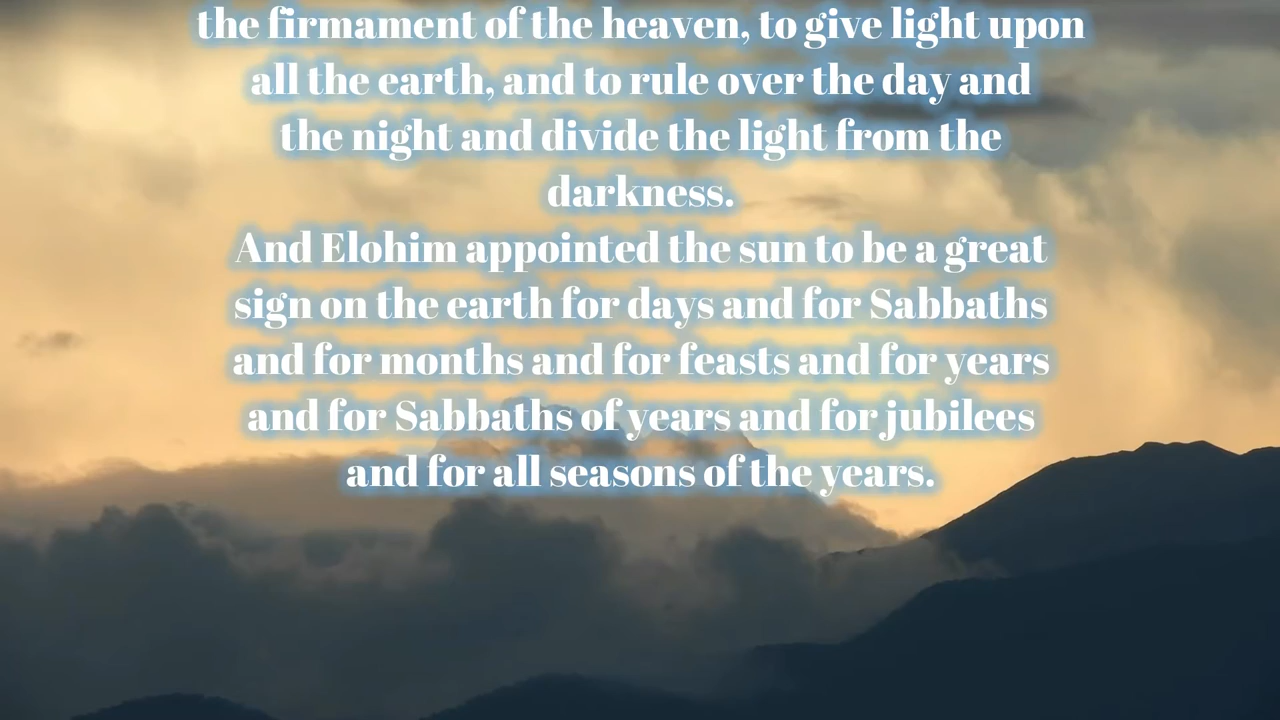 the firmament of the heaven, to give light upon
all the earth, and to rule over the day and
the night and divide the light from the
darkness.
And Elohim appointed the sun to be a great
sign on the earth for days and for Sabbaths
and for months and for feasts and for years
and for Sabbaths of years and for jubilees
and for all seasons of the years.